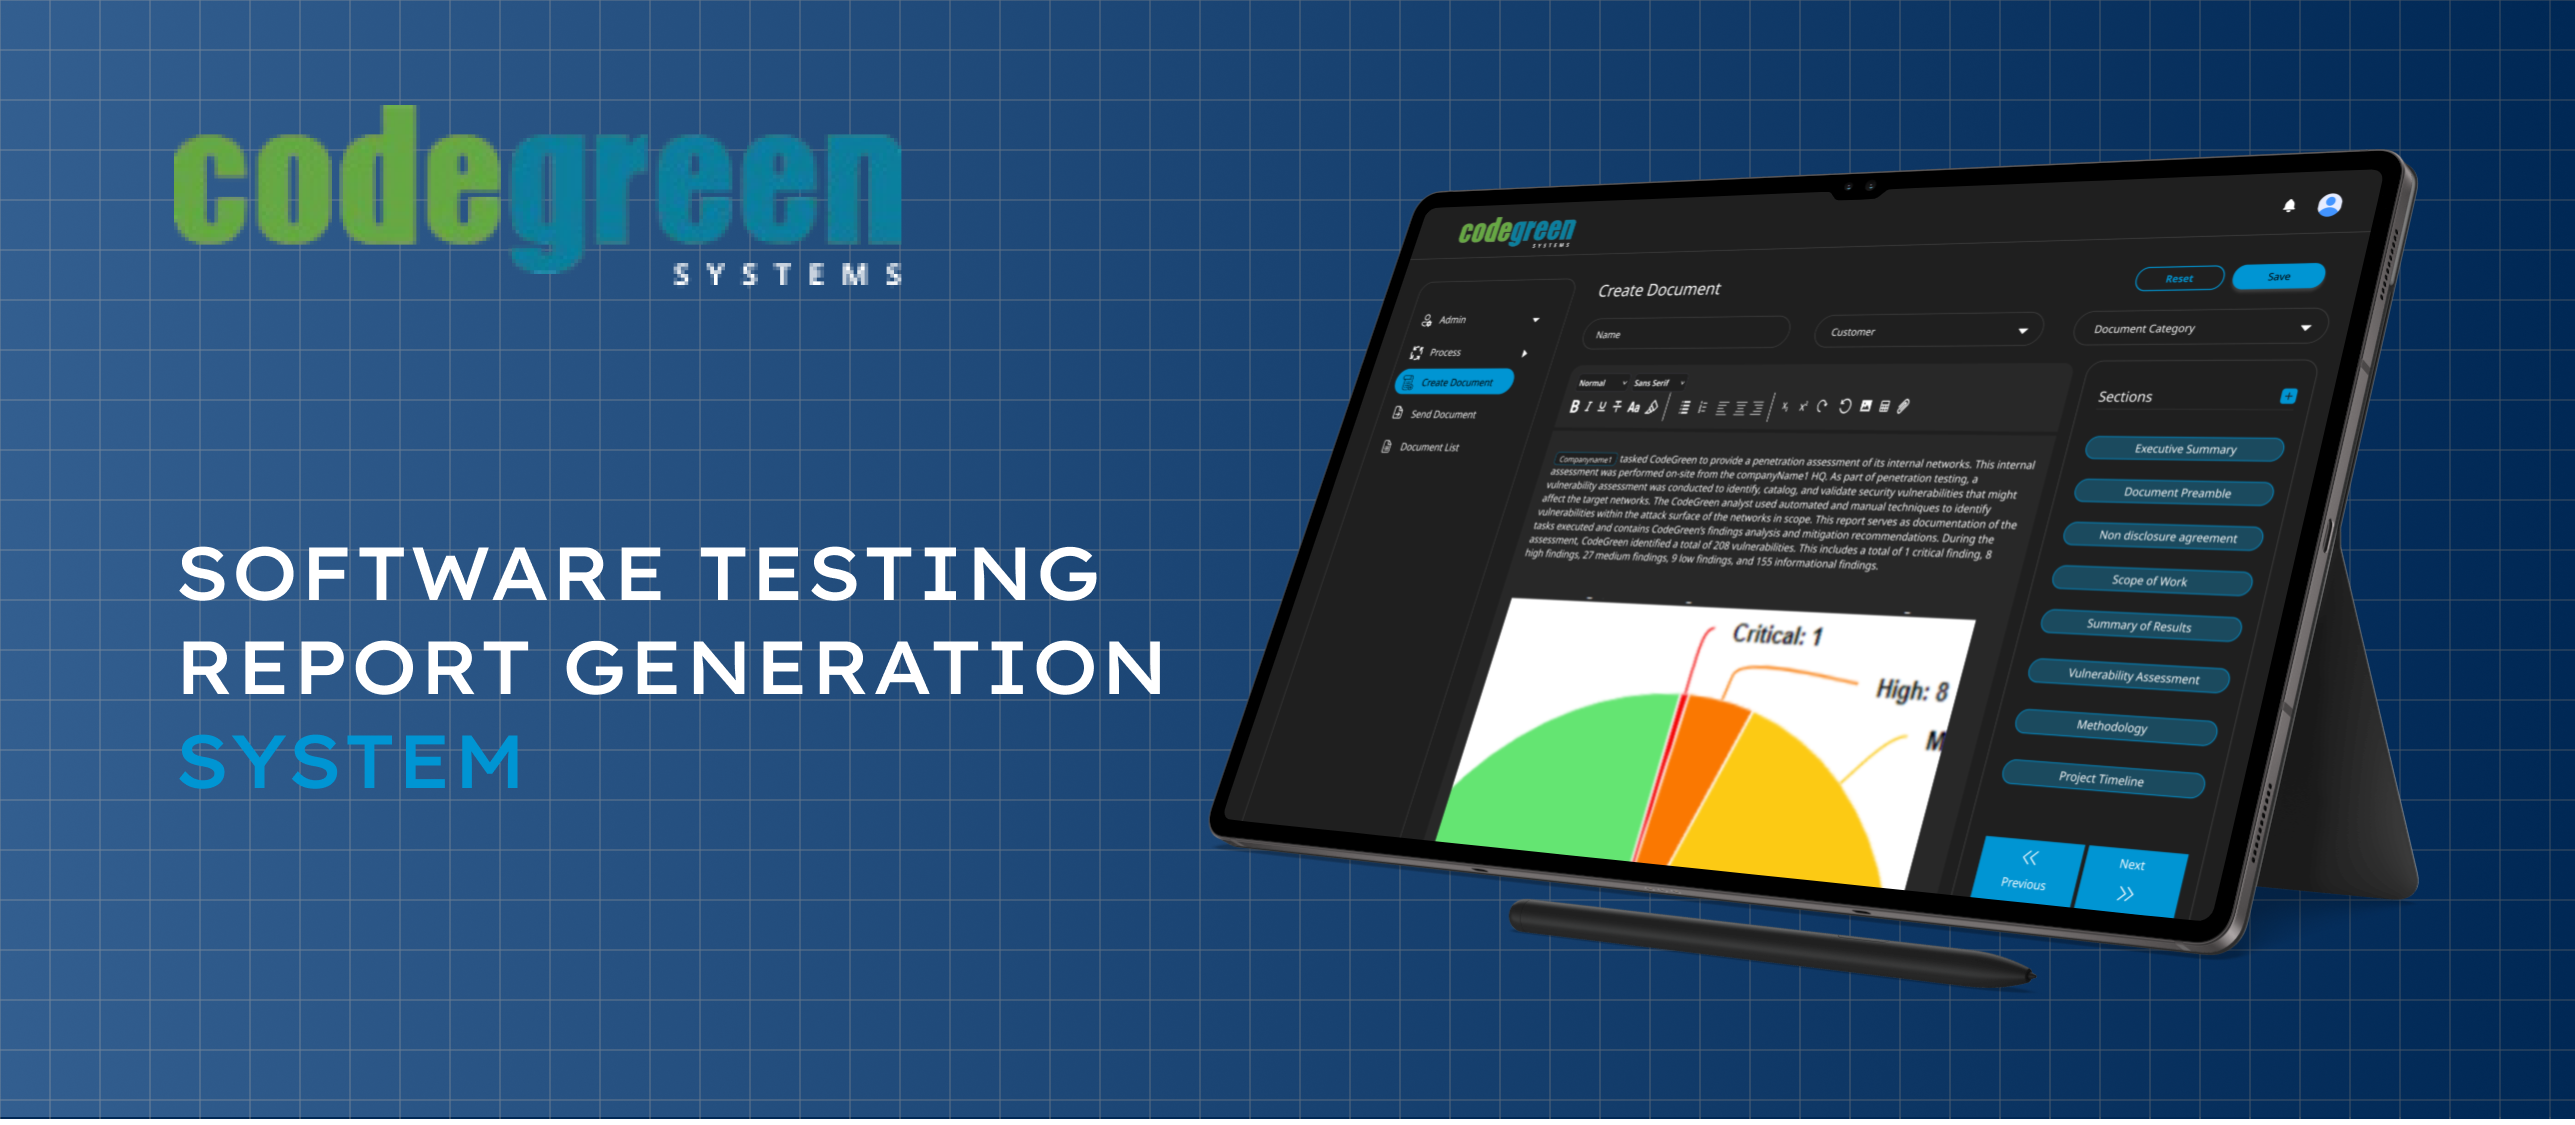 codegreen
SYSTEMS
SOFTWARE TESTING
REPORT GENERATION
SYSTEM
codegreen
SYSTEMS
Admin
Process
Create Document
Send Document
Document List
Create Document
Reset
Save
Name
Customer
Document Category
Normal
Sans Serif
Companyname1 tasked CodeGreen to provide a penetration assessment of its internal networks. This internal
assessment was performed on-site from the companyName1 HQ. As part of penetration testing, a
vulnerability assessment was conducted to identify, catalog, and validate security vulnerabilities that might
affect the target networks. The CodeGreen analyst used automated and manual techniques to identify
vulnerabilities within the attack surface of the networks in scope. This report serves as documentation of the
tasks executed and contains CodeGreen's findings analysis and mitigation recommendations. During the
assessment, CodeGreen identified a total of 208 vulnerabilities. This includes a total of 1 critical finding, 8
high findings, 27 medium findings, 9 low findings, and 155 informational findings.
Critical: 1
High: 8
M
Sections
Executive Summary
Document Preamble
Non disclosure agreement
Scope of Work
Summary of Results
Vulnerability Assessment
Methodology
Project Timeline
Previous
Next